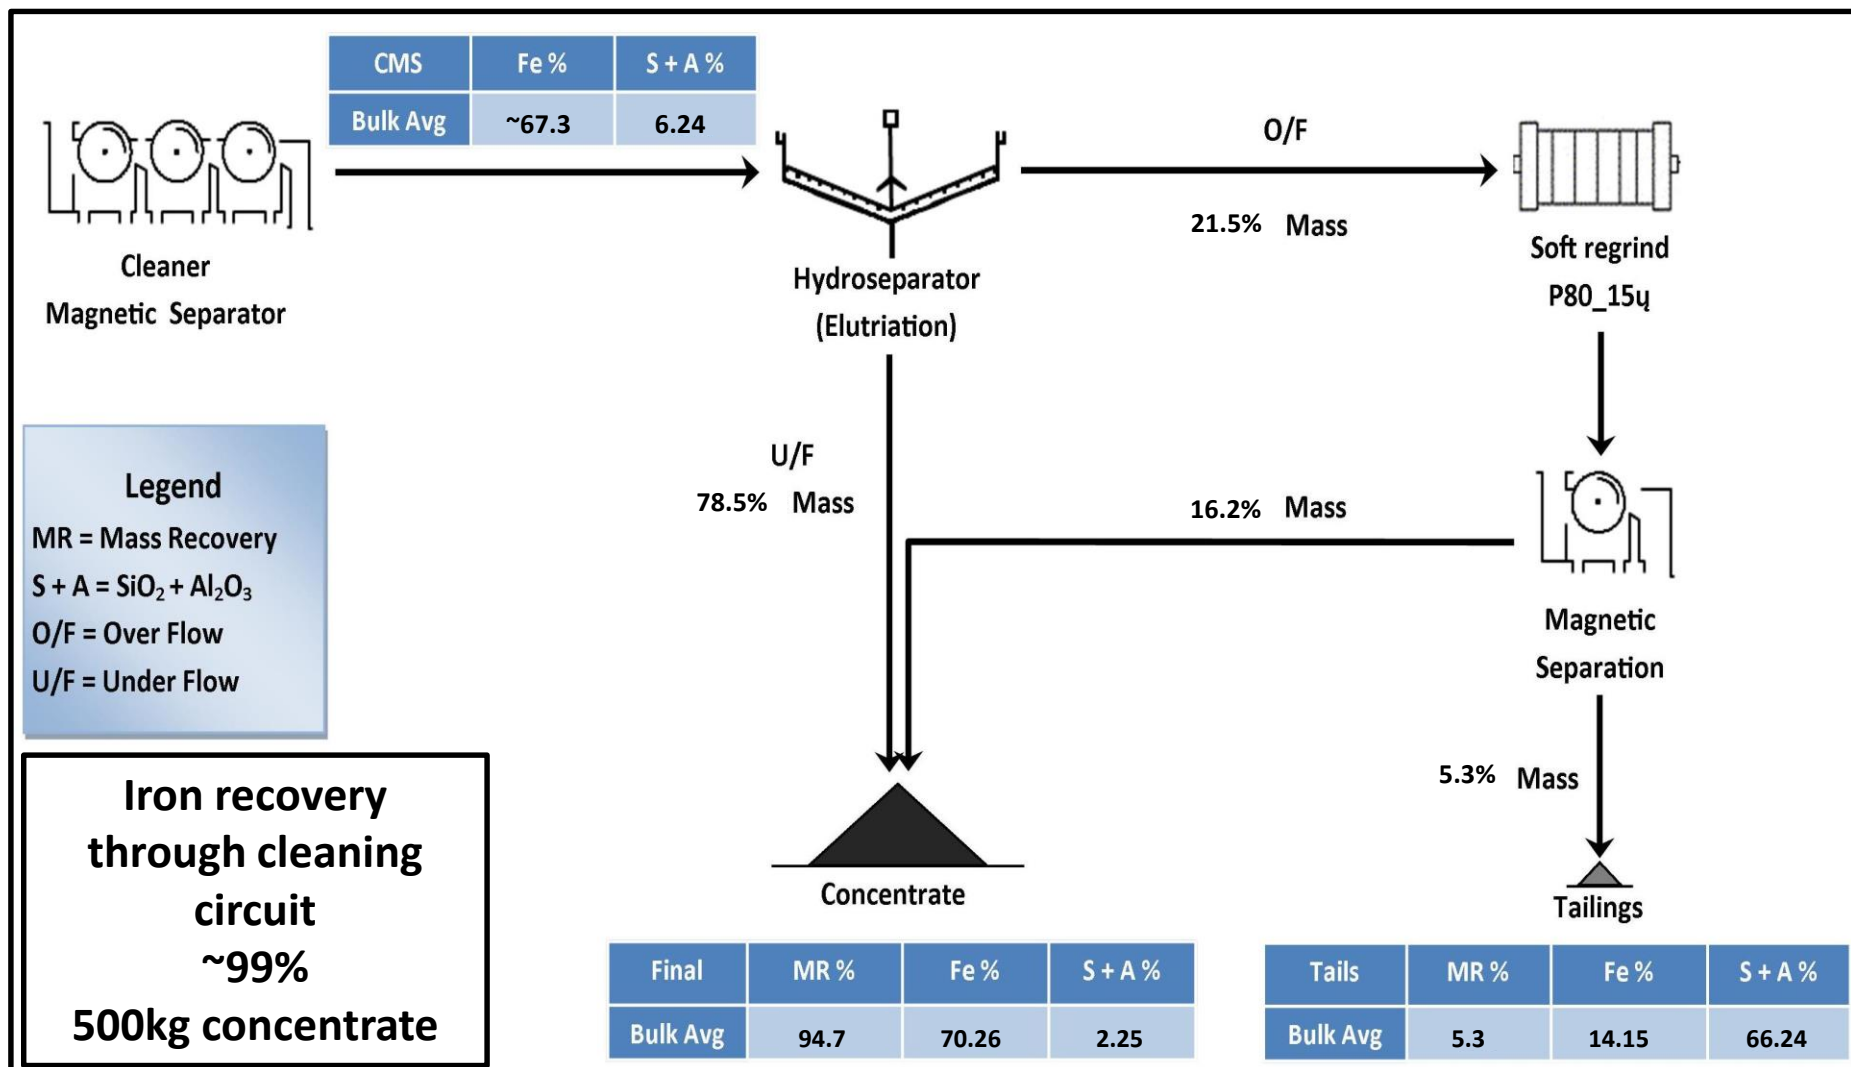 CMS Fe % S + A %
Bulk Avg ~67.3 6.24
Cleaner
Magnetic Separator
Hydroseparator
(Elutriation)
O/F
21.5% Mass
Soft regrind
P80_15ų
U/F
78.5% Mass
16.2% Mass
Magnetic
Separation
5.3% Mass
Legend
MR = Mass Recovery
S + A = SiO₂ + Al₂O₃
O/F = Over Flow
U/F = Under Flow
Iron recovery
through cleaning
circuit
~99%
500kg concentrate
Concentrate
Tailings
Final MR % Fe % S + A %
Bulk Avg 94.7 70.26 2.25
Tails MR % Fe % S + A %
Bulk Avg 5.3 14.15 66.24